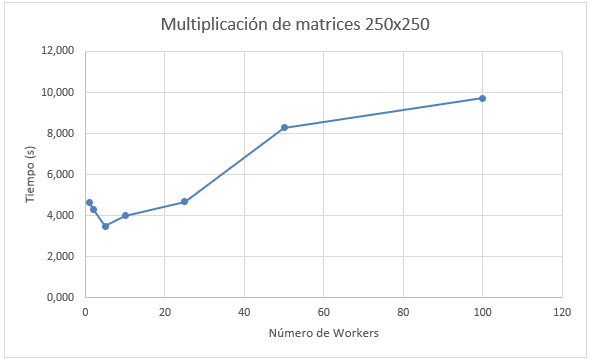 Multiplicación de matrices 250x250
12,000
10,000
8,000
6,000
4,000
2,000
0,000
Tiempo (s)
0 20 40 60 80 100 120
Número de Workers